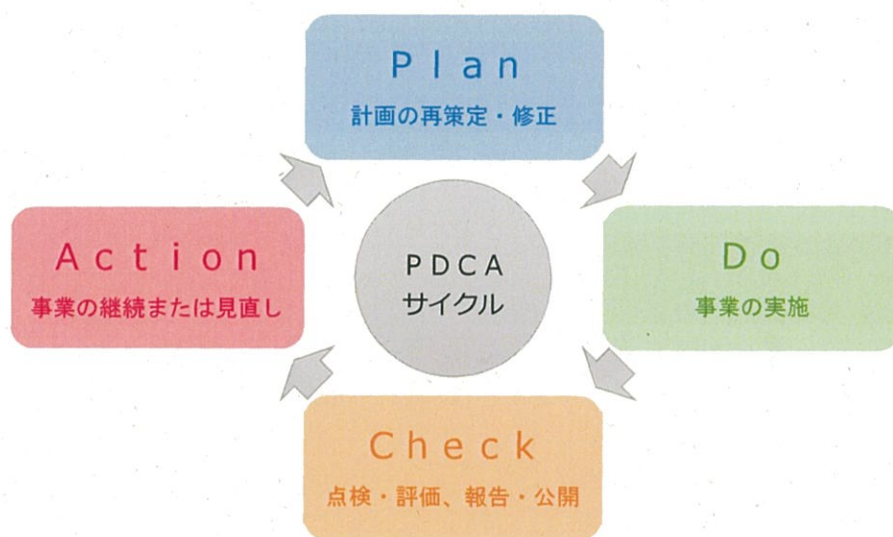 Plan
計画の再策定・修正
Action
事業の継続または見直し
PDCA
サイクル
Do
事業の実施
Check
点検・評価、報告・公開